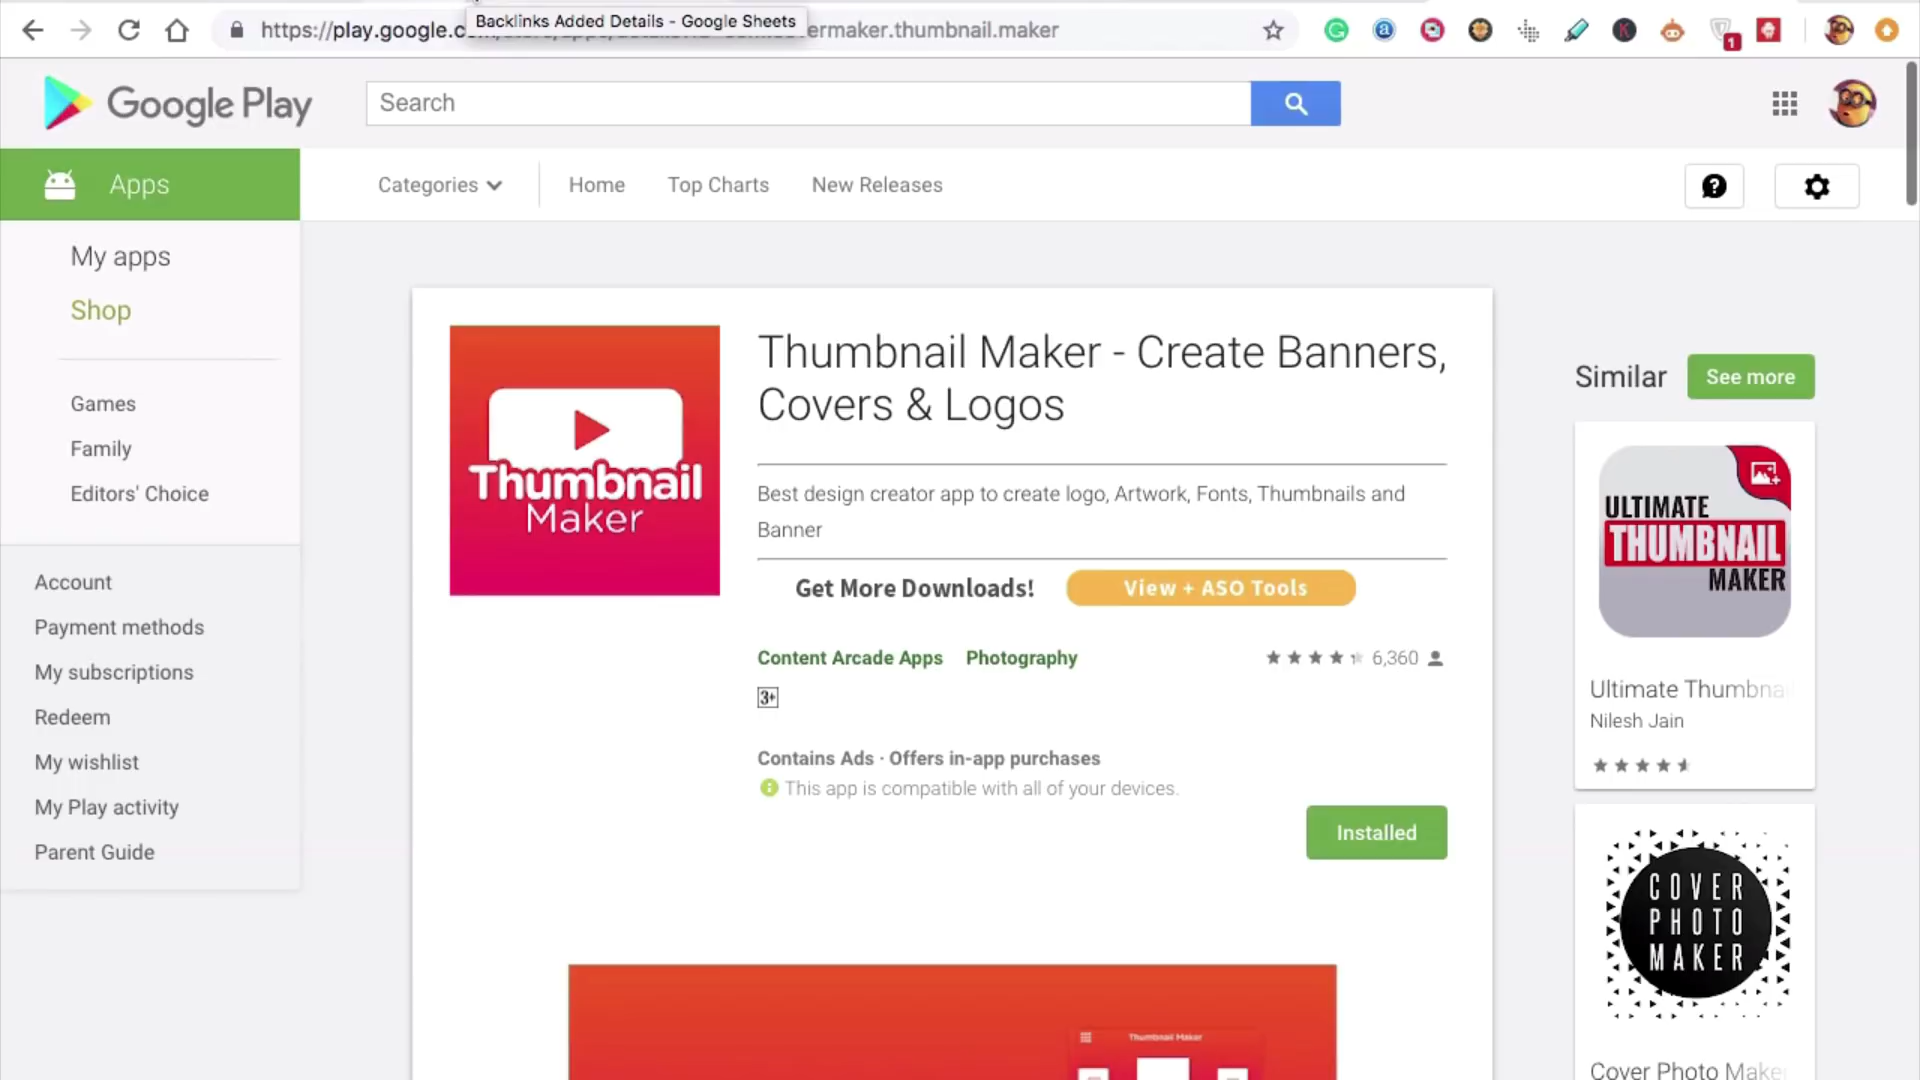 Backlinks Added Details - Google Sheets
https://play.google.c
ermaker.thumbnail.maker
1
Google Play
Search
Apps
Categories
Home
Top Charts
New Releases
My apps
Shop
Games
Family
Editors' Choice
Account
Payment methods
My subscriptions
Redeem
My wishlist
My Play activity
Parent Guide
Thumbnail
Maker
Thumbnail Maker - Create Banners,
Covers & Logos
Best design creator app to create logo, Artwork, Fonts, Thumbnails and
Banner
Get More Downloads!
View + ASO Tools
Content Arcade Apps
Photography
6,360
3+
Contains Ads · Offers in-app purchases
This app is compatible with all of your devices.
Installed
Thumbnail Maker
Similar
See more
ULTIMATE
THUMBNAIL
MAKER
Ultimate Thumbnai
Nilesh Jain
COVER
PHOTO
MAKER
Cover Photo Maker